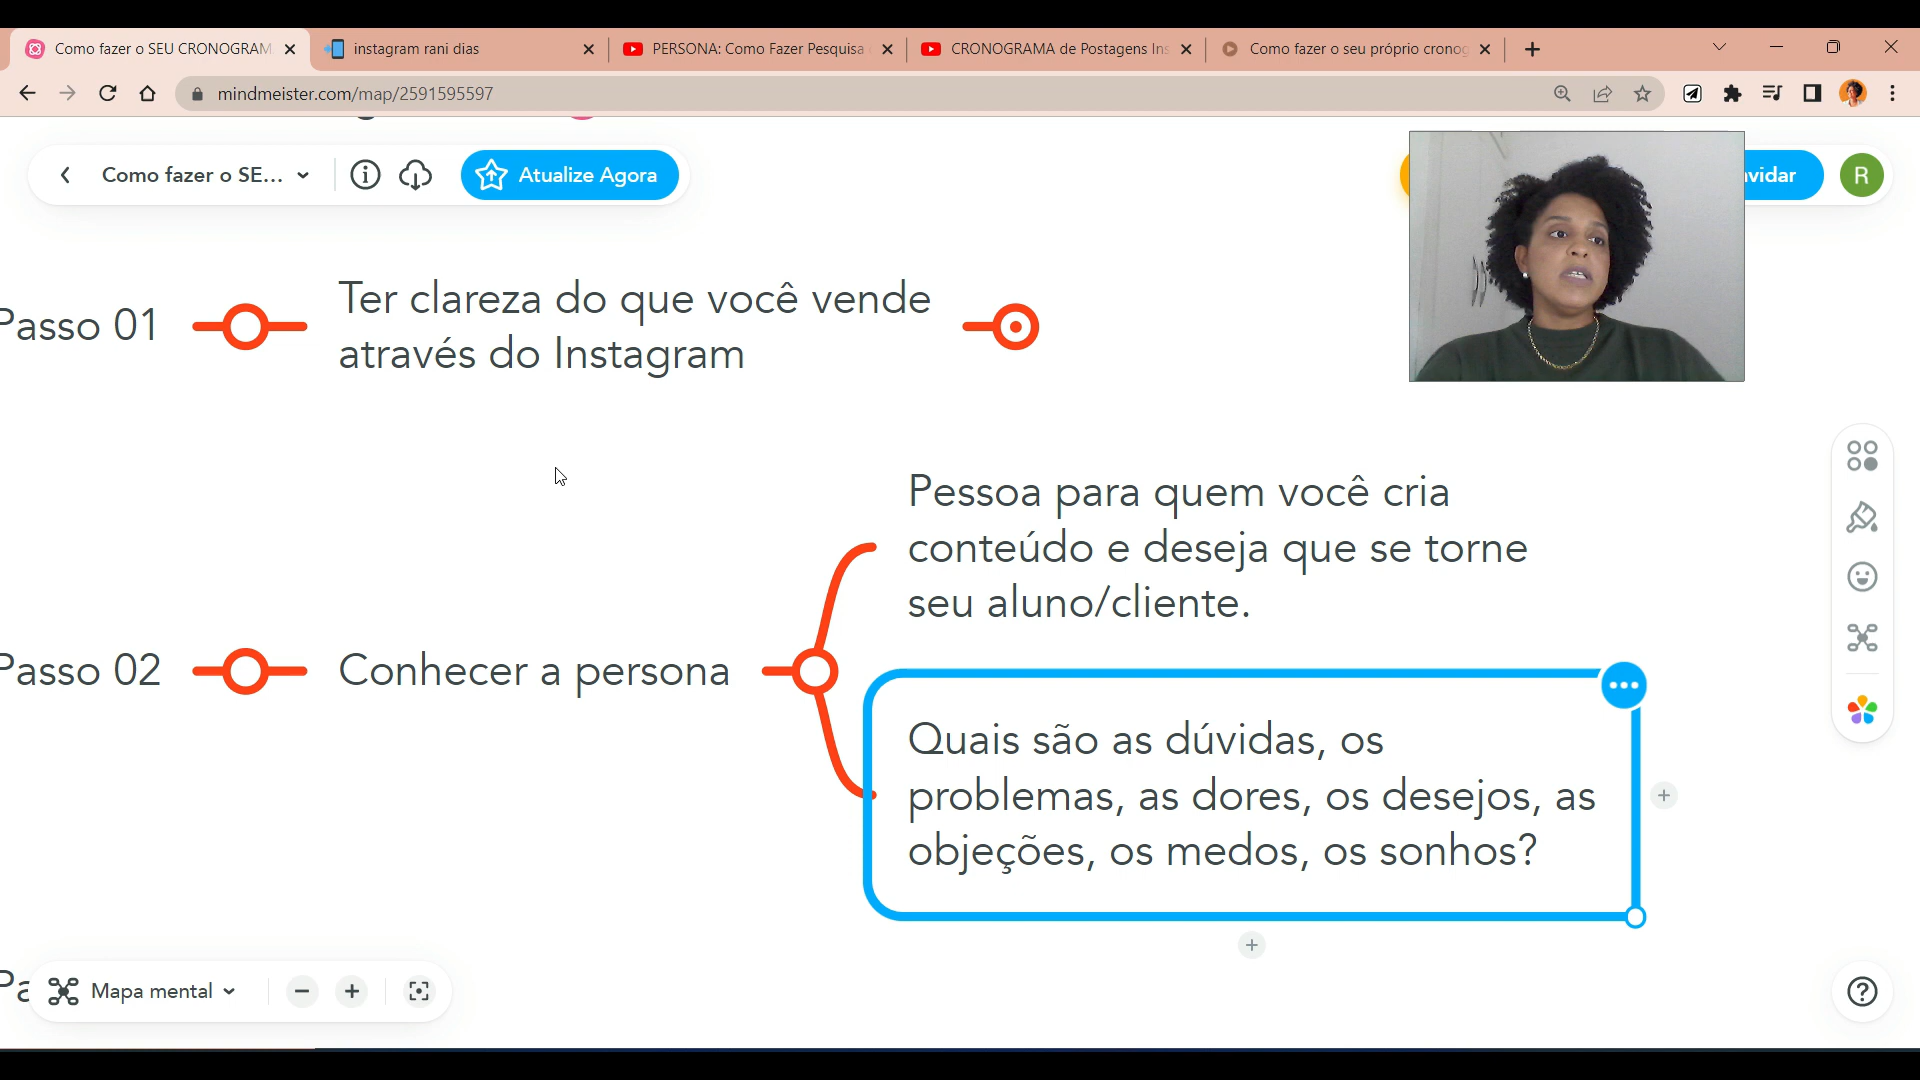 Como fazer o SEU CRONOGRAM
instagram rani dias
PERSONA: Como Fazer Pesquisa
CRONOGRAMA de Postagens Ins
Como fazer o seu próprio cronog
mindmeister.com/map/2591595597
Como fazer o SE...
Atualize Agora
vidar
R
Passo 01
Ter clareza do que você vende
através do Instagram
Pessoa para quem você cria
conteúdo e deseja que se torne
seu aluno/cliente.
Passo 02
Conhecer a persona
Quais são as dúvidas, os
problemas, as dores, os desejos, as
objeções, os medos, os sonhos?
Pa
Mapa mental